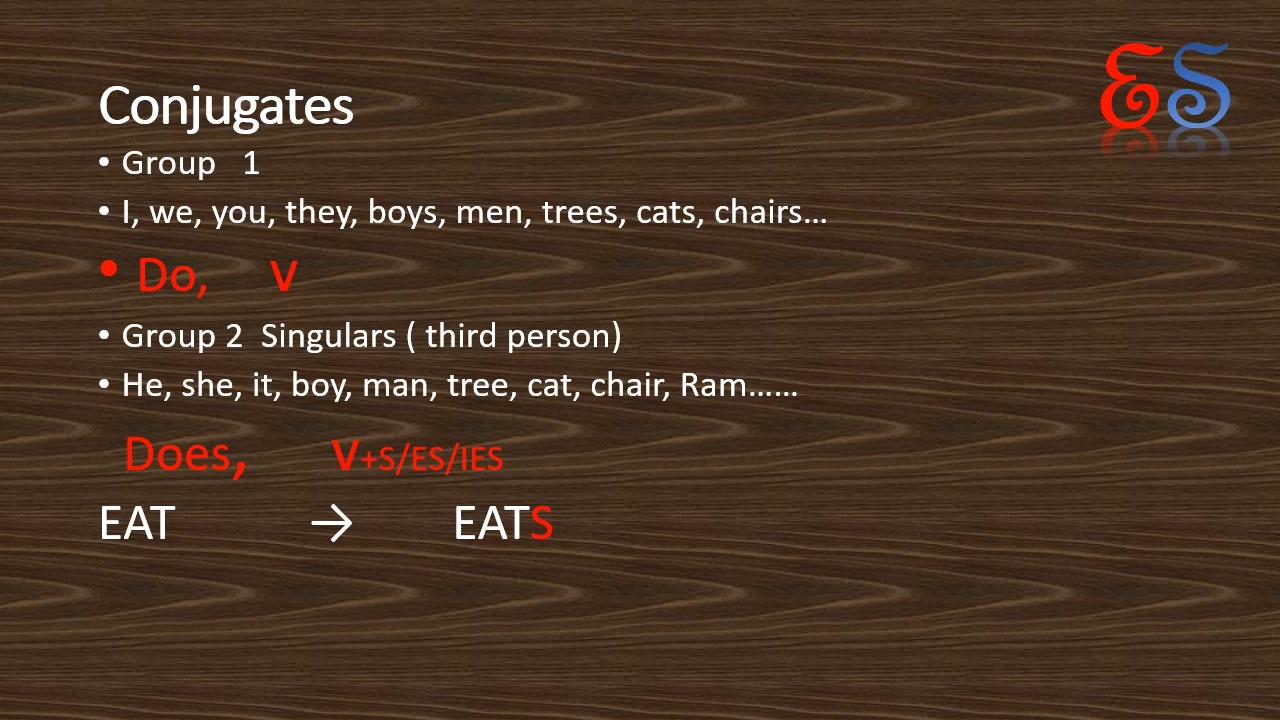 ES
Conjugates
• Group 1
• I, we, you, they, boys, men, trees, cats, chairs...
• Do, v
• Group 2 Singulars ( third person)
• He, she, it, boy, man, tree, cat, chair, Ram......
Does, v+S/ES/IES
EAT → EATS